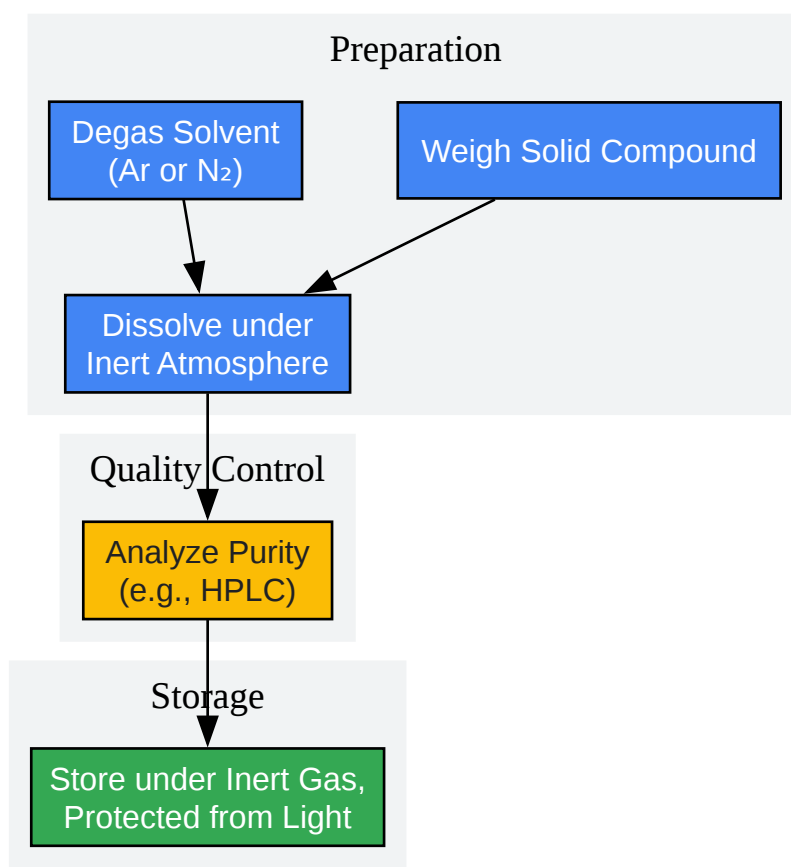 Preparation
Degas Solvent
(Ar or N₂)
Weigh Solid Compound
Dissolve under
Inert Atmosphere
Quality Control
Analyze Purity
(e.g., HPLC)
Storage
Store under Inert Gas,
Protected from Light